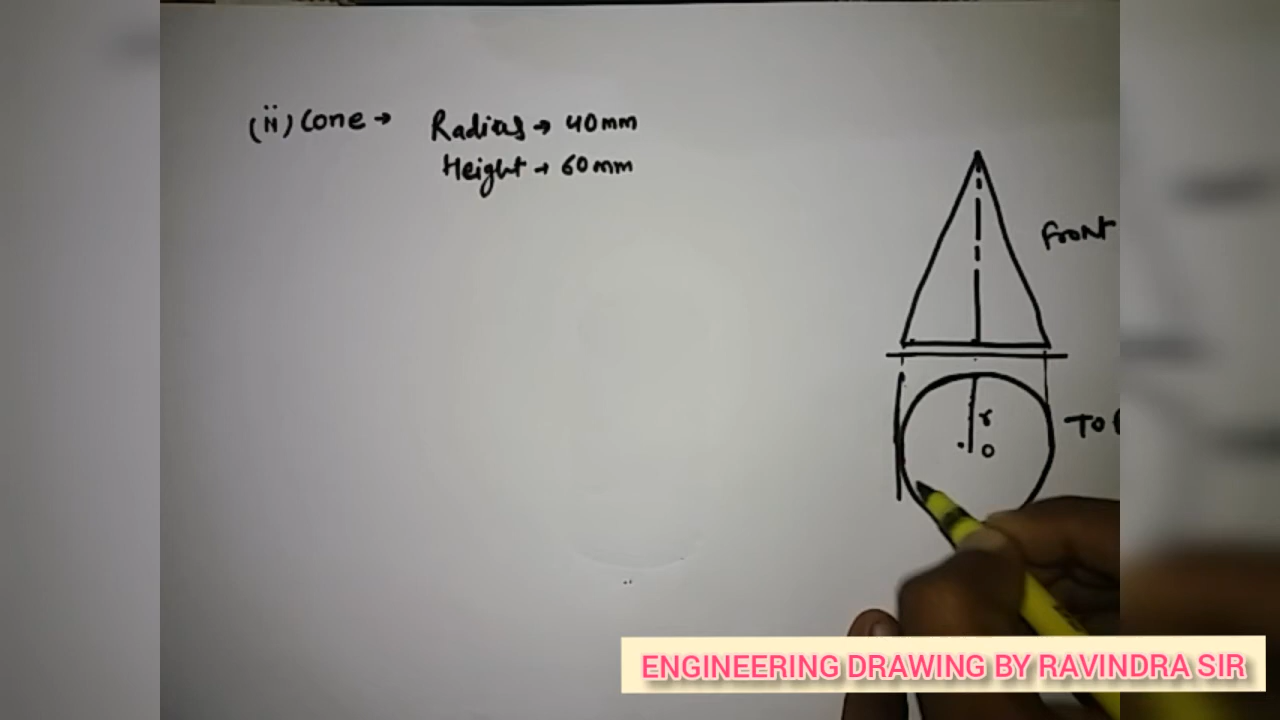 (ii) Cone → Radius → 40mm
Height → 60mm
Front
r
O
ENGINEERING DRAWING BY RAVINDRA SIR